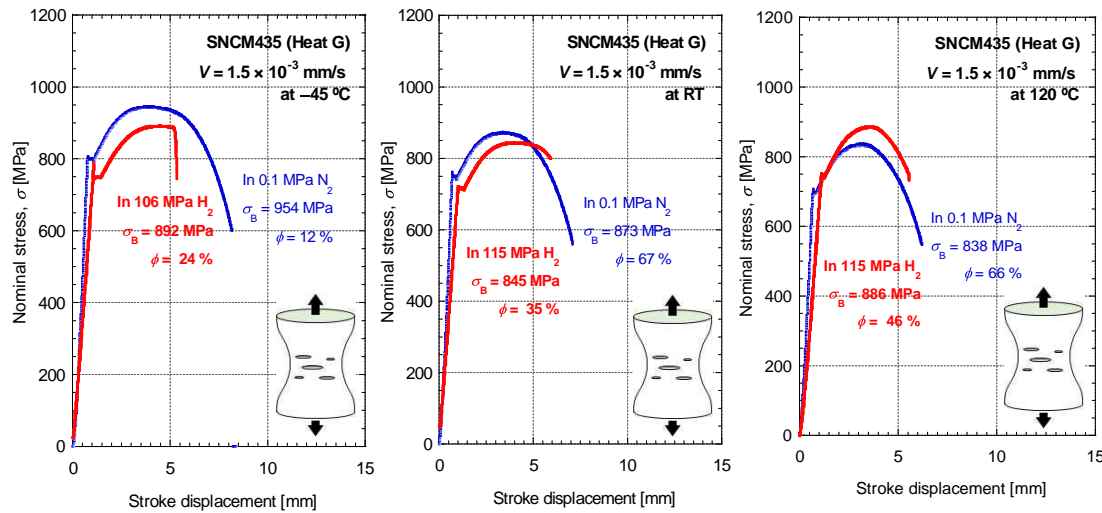 1200
1000
800
600
400
200
0
Nominal stress, σ [MPa]
SNCM435 (Heat G)
V = 1.5 × 10⁻³ mm/s
at –45 ºC
In 0.1 MPa N₂
σB = 954 MPa
ϕ = 12 %
In 106 MPa H₂
σB = 892 MPa
ϕ = 24 %
0 5 10 15
Stroke displacement [mm]
1200
1000
800
600
400
200
0
Nominal stress, σ [MPa]
SNCM435 (Heat G)
V = 1.5 × 10⁻³ mm/s
at RT
In 0.1 MPa N₂
σB = 873 MPa
ϕ = 67 %
In 115 MPa H₂
σB = 845 MPa
ϕ = 35 %
0 5 10 15
Stroke displacement [mm]
1200
1000
800
600
400
200
0
Nominal stress, σ [MPa]
SNCM435 (Heat G)
V = 1.5 × 10⁻³ mm/s
at 120 ºC
In 0.1 MPa N₂
σB = 838 MPa
ϕ = 66 %
In 115 MPa H₂
σB = 886 MPa
ϕ = 46 %
0 5 10 15
Stroke displacement [mm]